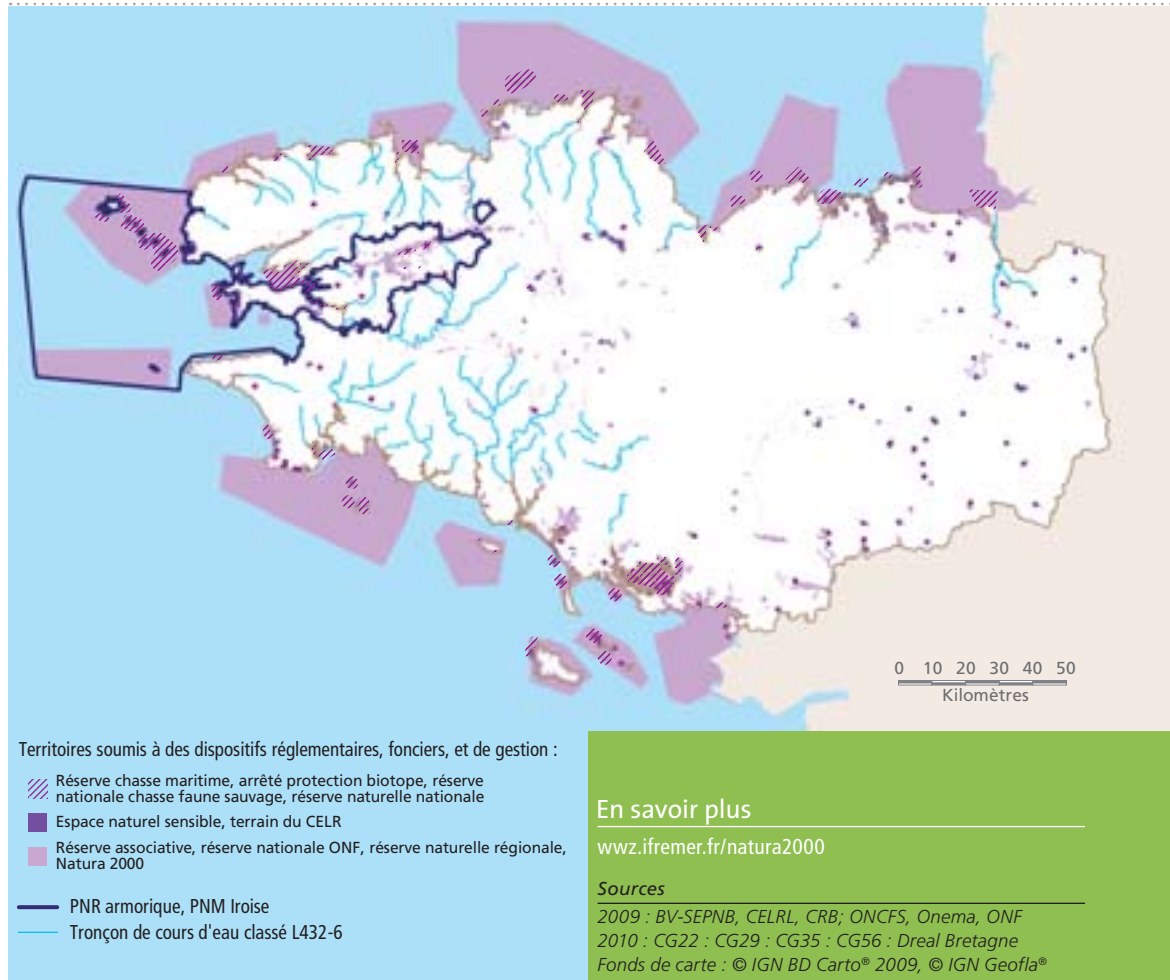 0 10 20 30 40 50
Kilomètres
Territoires soumis à des dispositifs réglementaires, fonciers, et de gestion :
Réserve chasse maritime, arrêté protection biotope, réserve
nationale chasse faune sauvage, réserve naturelle nationale
Espace naturel sensible, terrain du CELR
Réserve associative, réserve nationale ONF, réserve naturelle régionale,
Natura 2000
PNR armorique, PNM Iroise
Tronçon de cours d'eau classé L432-6
En savoir plus
wwz.ifremer.fr/natura2000
Sources
2009 : BV-SEPNB, CELRL, CRB; ONCFS, Onema, ONF
2010 : CG22 : CG29 : CG35 : CG56 : Dreal Bretagne
Fonds de carte : © IGN BD Carto® 2009, © IGN Geofla®